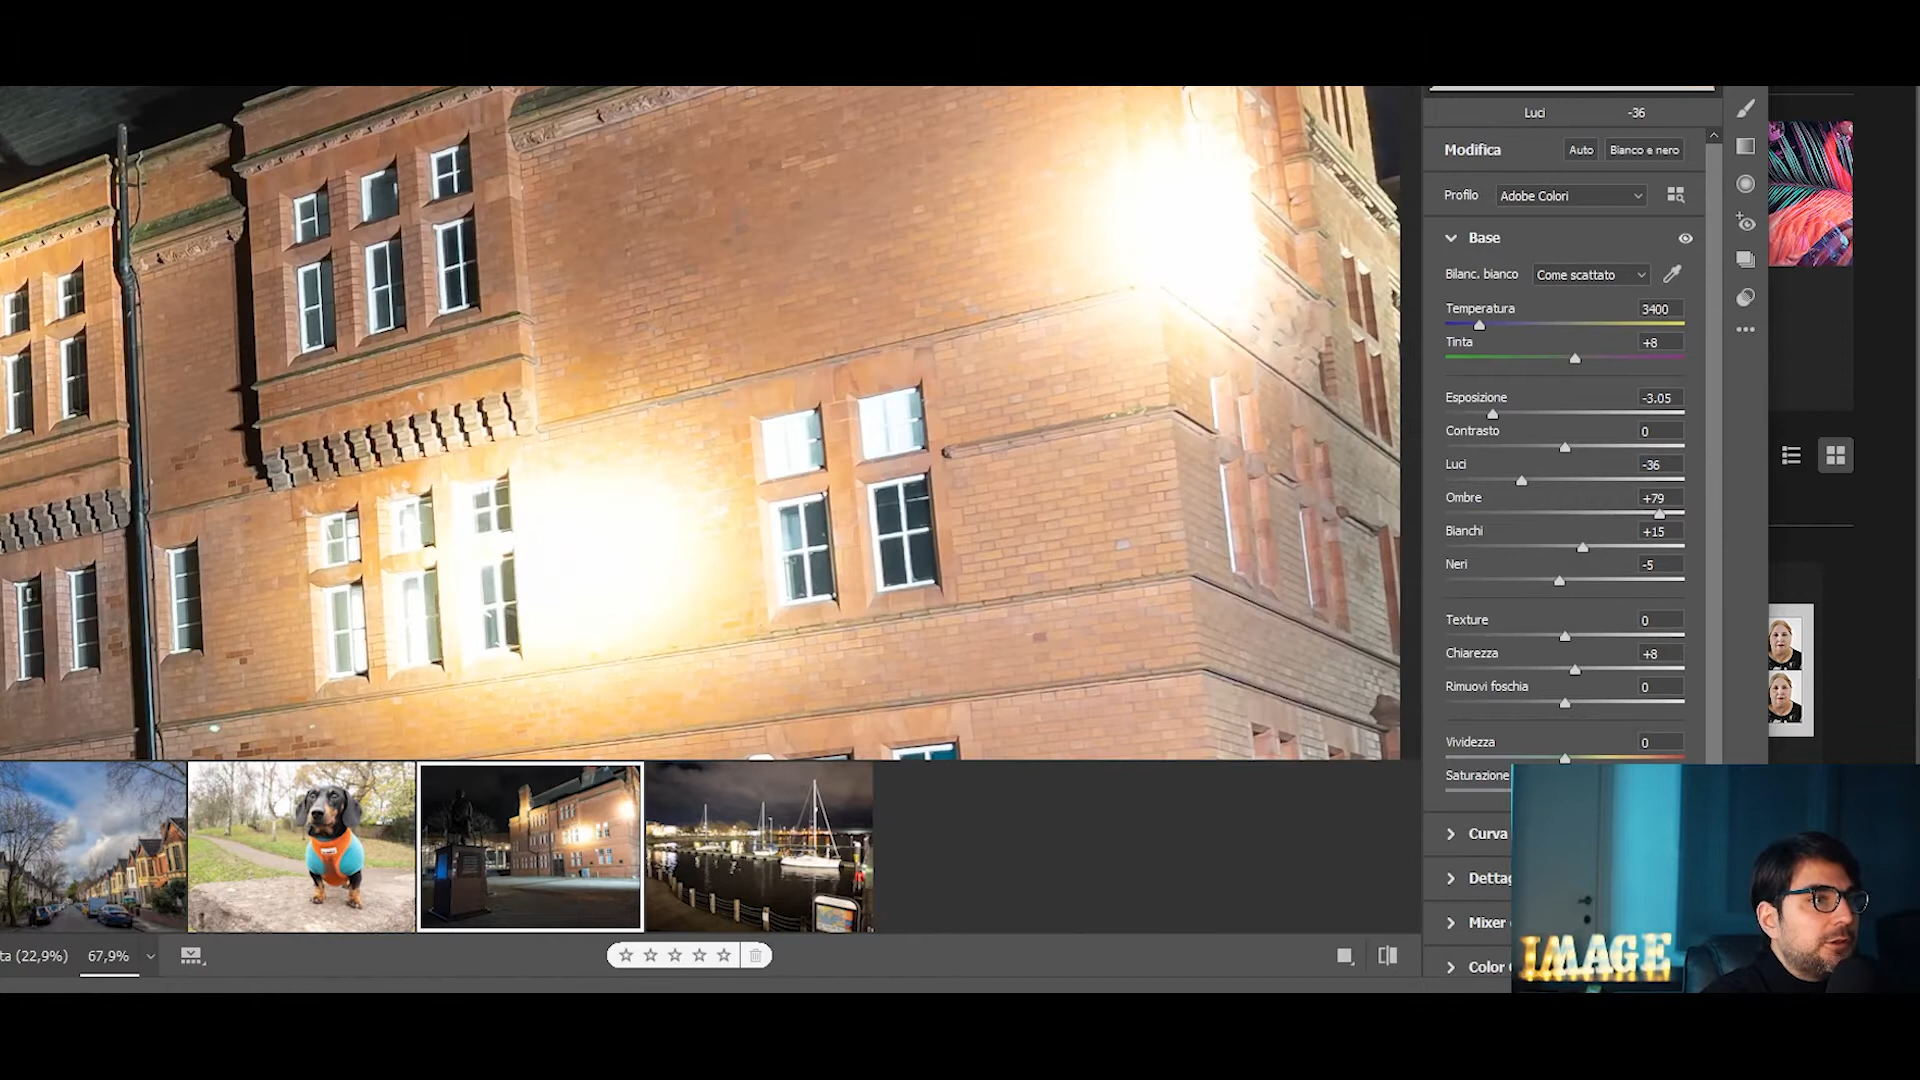 Luci -36
Modifica Auto Bianco e nero
Profilo Adobe Colori
Base
Bilanc. bianco Come scattato
Temperatura 3400
Tinta +8
Esposizione -3.05
Contrasto 0
Luci -36
Ombre +79
Bianchi +15
Neri -5
Texture 0
Chiarezza +8
Rimuovi foschia 0
Vividezza 0
Saturazione
Curva
Dettag
Mixer
Color
ta (22,9%) 67,9%
IMAGE